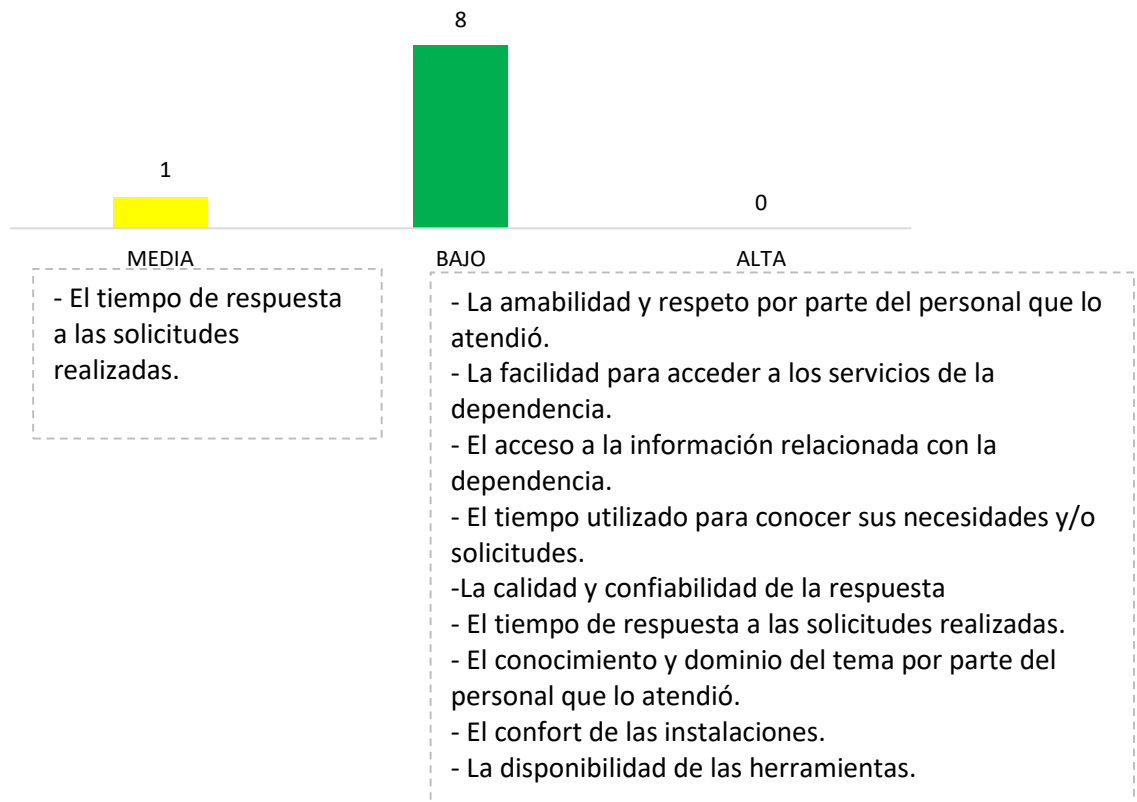 8
1
0
MEDIA
BAJO
ALTA
- El tiempo de respuesta
a las solicitudes
realizadas.
- La amabilidad y respeto por parte del personal que lo
atendió.
- La facilidad para acceder a los servicios de la
dependencia.
- El acceso a la información relacionada con la
dependencia.
- El tiempo utilizado para conocer sus necesidades y/o
solicitudes.
-La calidad y confiabilidad de la respuesta
- El tiempo de respuesta a las solicitudes realizadas.
- El conocimiento y dominio del tema por parte del
personal que lo atendió.
- El confort de las instalaciones.
- La disponibilidad de las herramientas.